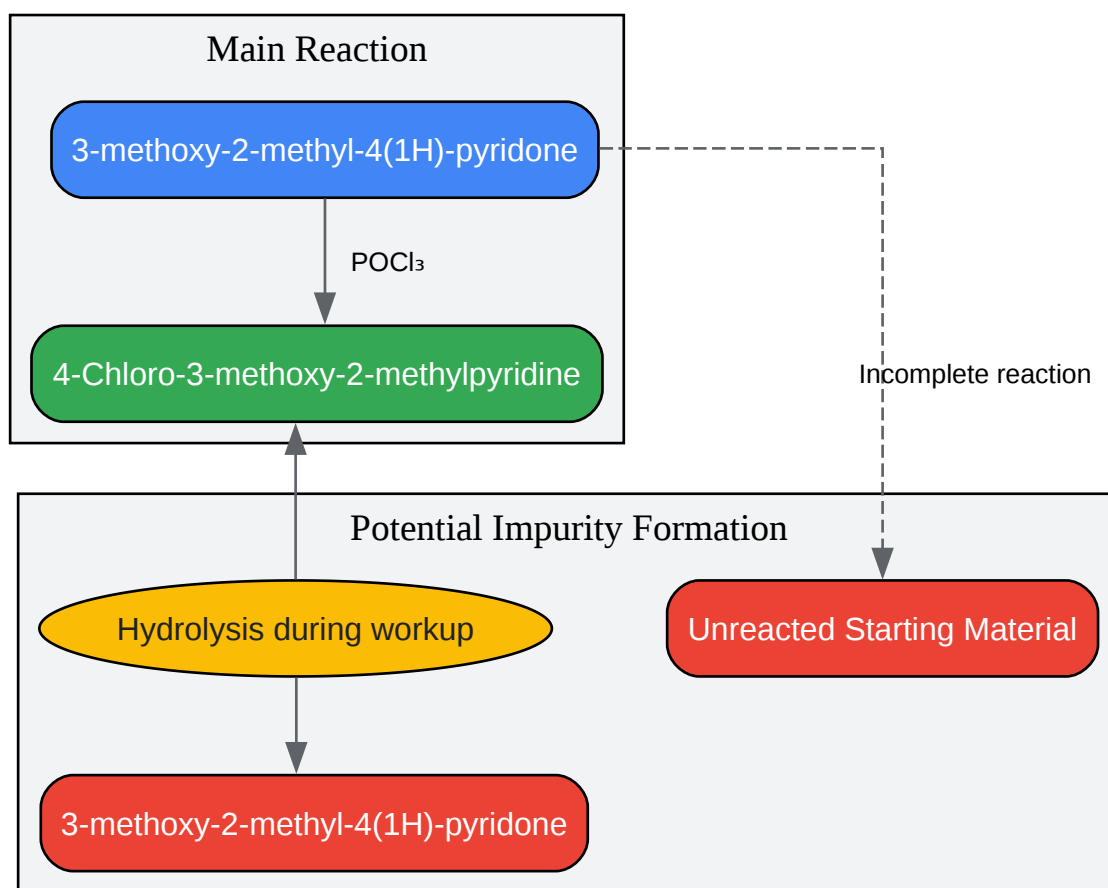 Main Reaction
3-methoxy-2-methyl-4(1H)-pyridone
POCl₃
4-Chloro-3-methoxy-2-methylpyridine
Incomplete reaction
Potential Impurity Formation
Hydrolysis during workup
Unreacted Starting Material
3-methoxy-2-methyl-4(1H)-pyridone